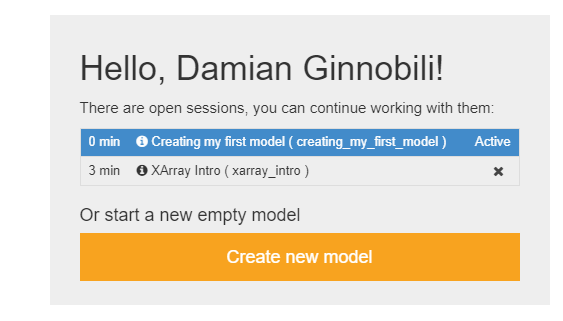 Hello, Damian Ginnobili!
There are open sessions, you can continue working with them:
0 min Creating my first model ( creating_my_first_model ) Active
3 min XArray Intro ( xarray_intro )
Or start a new empty model
Create new model